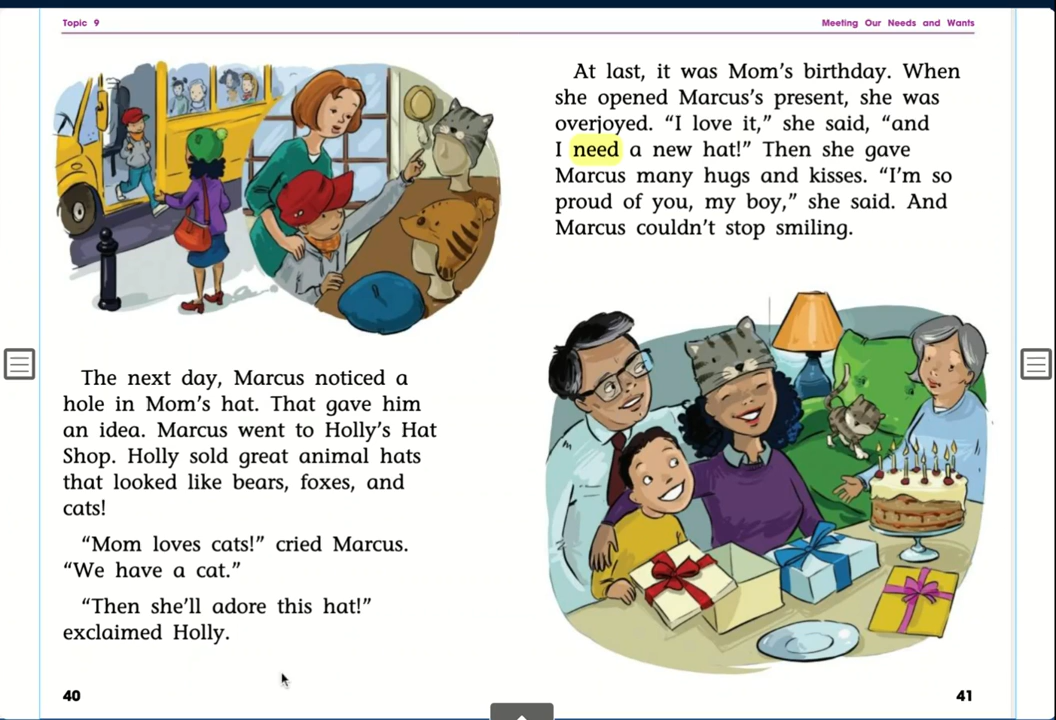 Topic 9
Meeting Our Needs and Wants
The next day, Marcus noticed a
hole in Mom's hat. That gave him
an idea. Marcus went to Holly's Hat
Shop. Holly sold great animal hats
that looked like bears, foxes, and
cats!
“Mom loves cats!” cried Marcus.
“We have a cat.”
“Then she'll adore this hat!”
exclaimed Holly.
40
At last, it was Mom's birthday. When
she opened Marcus's present, she was
overjoyed. “I love it,” she said, “and
I need a new hat!” Then she gave
Marcus many hugs and kisses. “I'm so
proud of you, my boy,” she said. And
Marcus couldn't stop smiling.
41